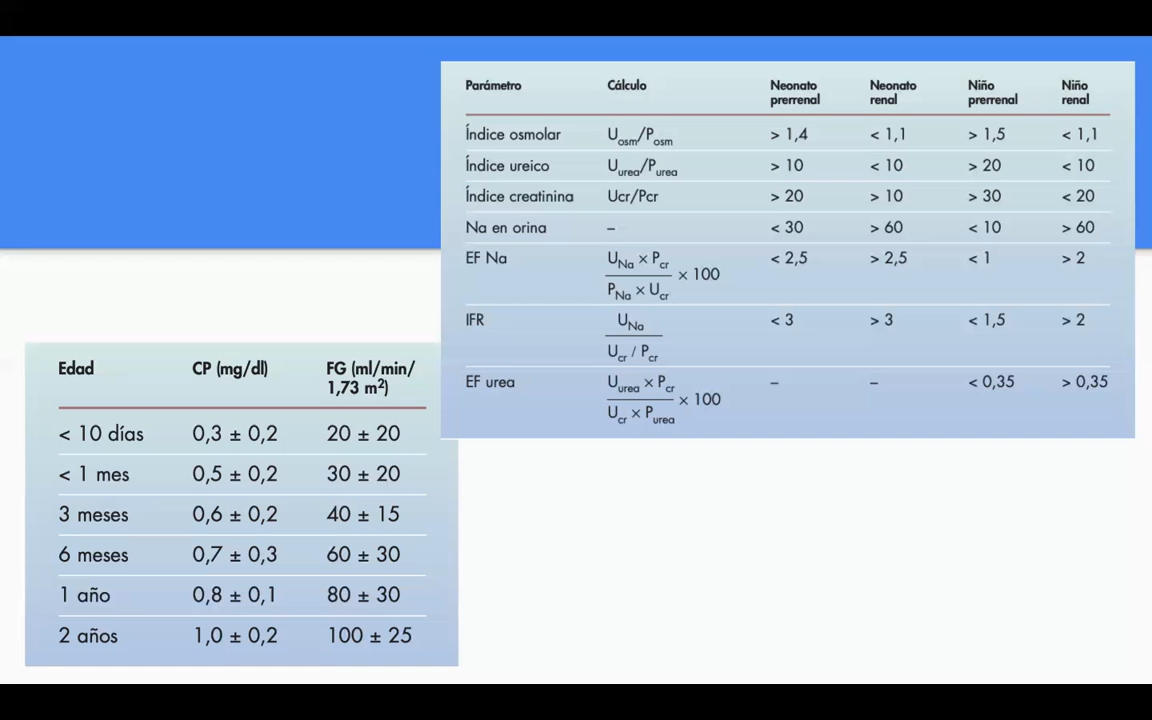 Parámetro Cálculo Neonato prerrenal Neonato renal Niño prerrenal Niño renal
Índice osmolar Uosm/Posm > 1,4 < 1,1 > 1,5 < 1,1
Índice ureico Uurea/Purea > 10 < 10 > 20 < 10
Índice creatinina Ucr/Pcr > 20 > 10 > 30 < 20
Na en orina – < 30 > 60 < 10 > 60
EF Na UNa × Pcr / PNa × Ucr × 100 < 2,5 > 2,5 < 1 > 2
IFR UNa / Ucr / Pcr < 3 > 3 < 1,5 > 2
EF urea Uurea × Pcr / Ucr × Purea × 100 – – < 0,35 > 0,35
Edad CP (mg/dl) FG (ml/min/1,73 m²)
< 10 días 0,3 ± 0,2 20 ± 20
< 1 mes 0,5 ± 0,2 30 ± 20
3 meses 0,6 ± 0,2 40 ± 15
6 meses 0,7 ± 0,3 60 ± 30
1 año 0,8 ± 0,1 80 ± 30
2 años 1,0 ± 0,2 100 ± 25